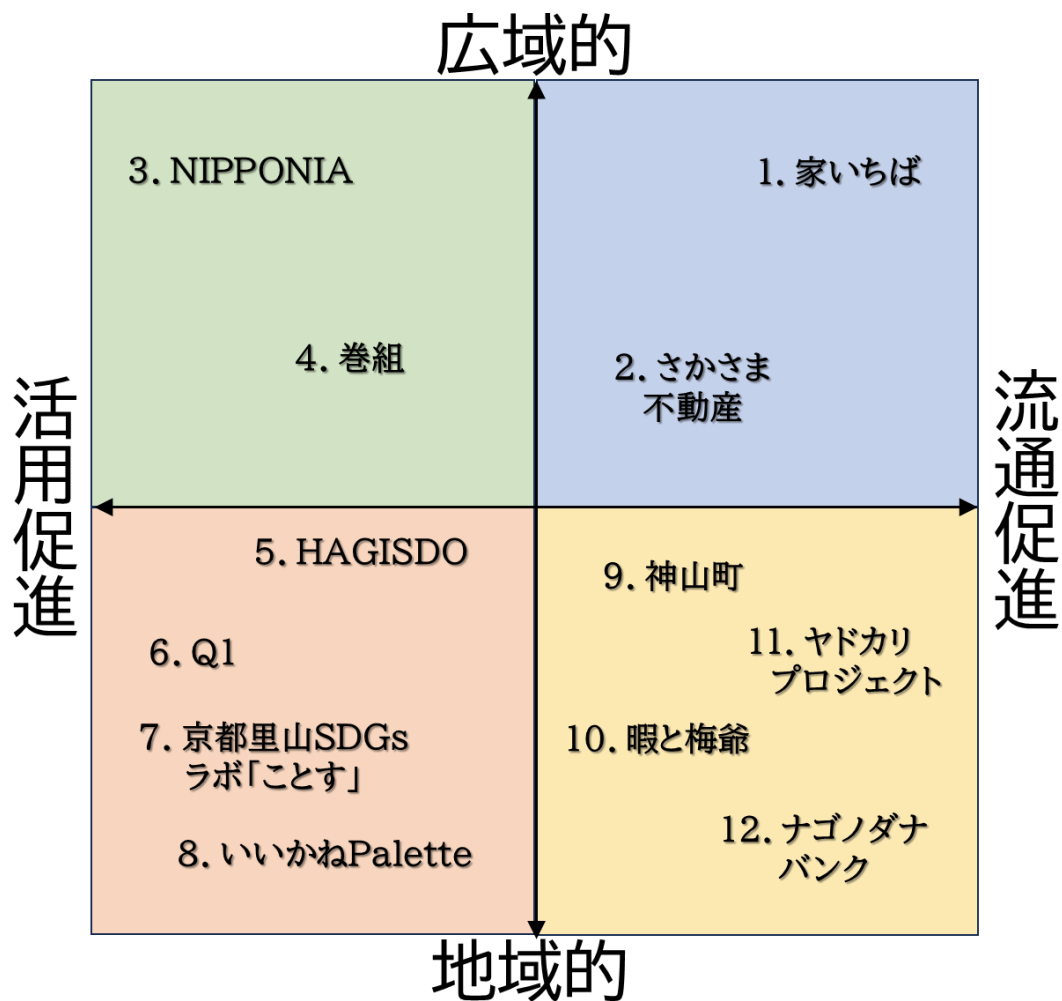 広域的
3. NIPPONIA
1. 家いちば
4. 巻組
2. さかさま
不動産
活用促進
流通促進
5. HAGISDO
9. 神山町
6. Q1
11. ヤドカリ
プロジェクト
7. 京都里山SDGs
ラボ「ことす」
10. 暇と梅爺
8. いいかねPalette
12. ナゴノダナ
バンク
地域的